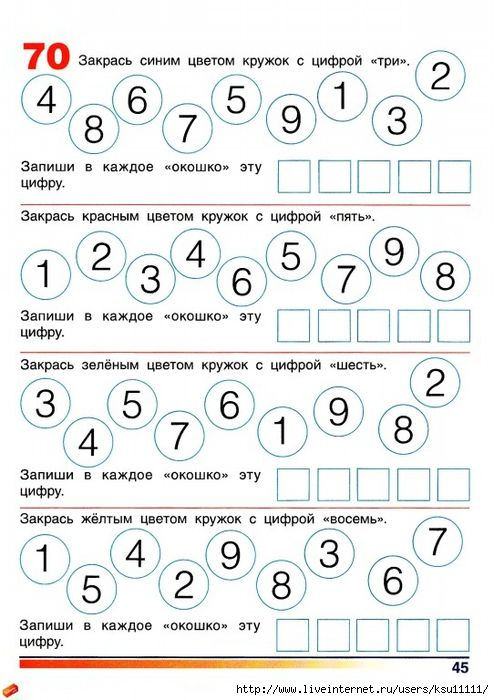 70 Закрась синим цветом кружок с цифрой «три».
4 8 6 7 5 9 1 3 2
Запиши в каждое «окошко» эту
цифру.
Закрась красным цветом кружок с цифрой «пять».
1 2 3 4 6 5 7 9 8
Запиши в каждое «окошко» эту
цифру.
Закрась зелёным цветом кружок с цифрой «шесть».
3 4 5 7 6 1 9 8 2
Запиши в каждое «окошко» эту
цифру.
Закрась жёлтым цветом кружок с цифрой «восемь».
1 5 4 2 9 8 3 6 7
Запиши в каждое «окошко» эту
цифру.
45
http://www.liveinternet.ru/users/ksu11111/